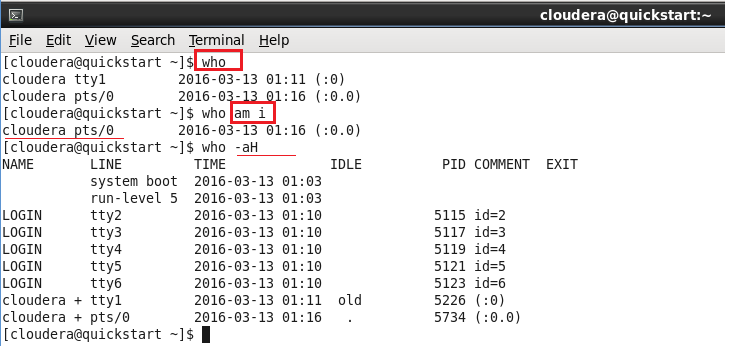 cloudera@quickstart:~
File Edit View Search Terminal Help
[cloudera@quickstart ~]$ who
cloudera tty1         2016-03-13 01:11 (:0)
cloudera pts/0        2016-03-13 01:16 (:0.0)
[cloudera@quickstart ~]$ who am i
cloudera pts/0        2016-03-13 01:16 (:0.0)
[cloudera@quickstart ~]$ who -aH
NAME       LINE         TIME             IDLE          PID COMMENT  EXIT
           system boot  2016-03-13 01:03
           run-level 5  2016-03-13 01:03
LOGIN      tty2         2016-03-13 01:10              5115 id=2
LOGIN      tty3         2016-03-13 01:10              5117 id=3
LOGIN      tty4         2016-03-13 01:10              5119 id=4
LOGIN      tty5         2016-03-13 01:10              5121 id=5
LOGIN      tty6         2016-03-13 01:10              5123 id=6
cloudera + tty1         2016-03-13 01:11  old         5226 (:0)
cloudera + pts/0        2016-03-13 01:16   .          5734 (:0.0)
[cloudera@quickstart ~]$